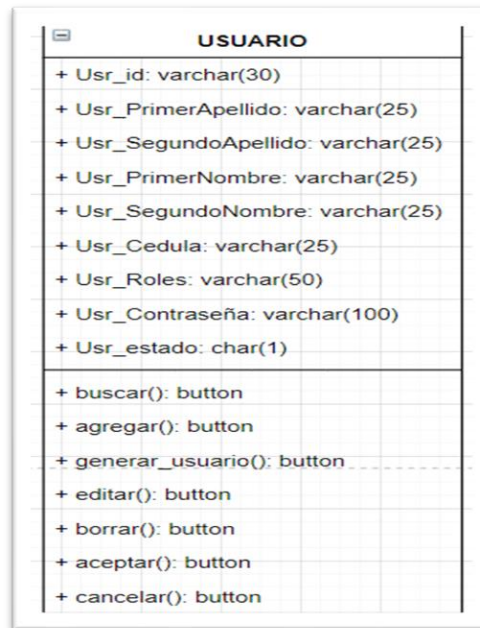 USUARIO
+ Usr_id: varchar(30)
+ Usr_PrimerApellido: varchar(25)
+ Usr_SegundoApellido: varchar(25)
+ Usr_PrimerNombre: varchar(25)
+ Usr_SegundoNombre: varchar(25)
+ Usr_Cedula: varchar(25)
+ Usr_Roles: varchar(50)
+ Usr_Contraseña: varchar(100)
+ Usr_estado: char(1)
+ buscar(): button
+ agregar(): button
+ generar_usuario(): button
+ editar(): button
+ borrar(): button
+ aceptar(): button
+ cancelar(): button